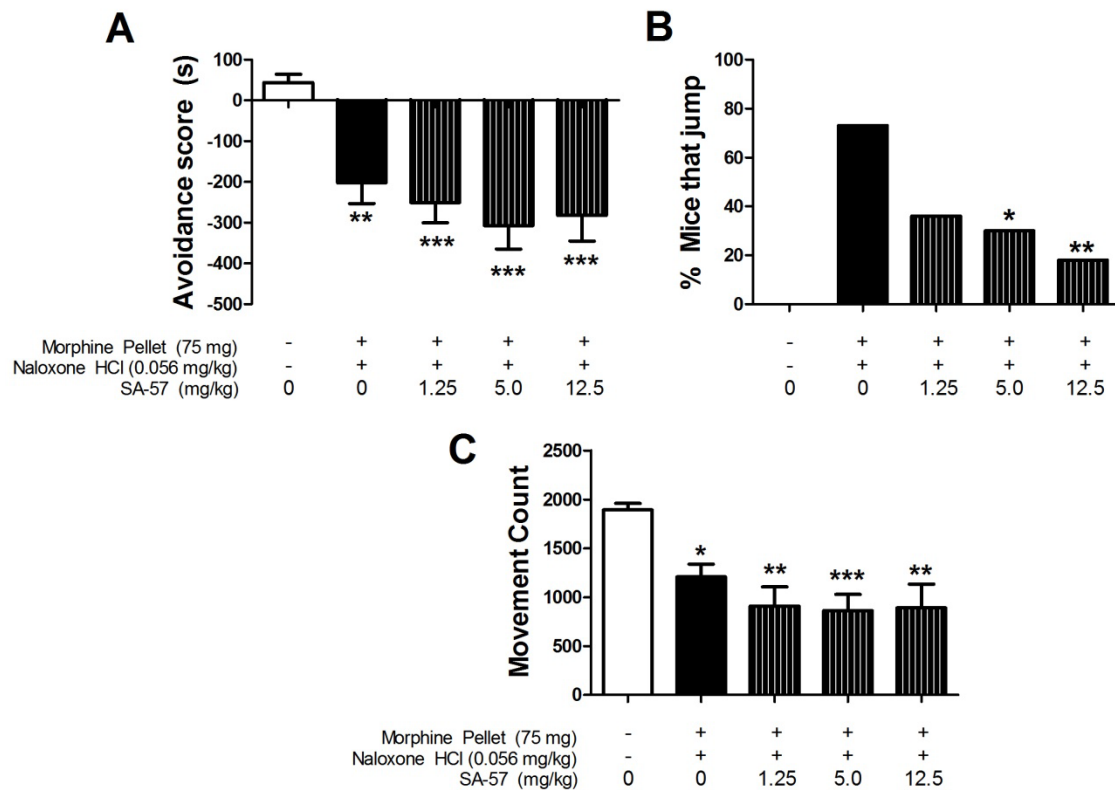 A
Avoidance score (s)
100
0
-100
-200
-300
-400
-500
**
***
***
***
Morphine Pellet (75 mg) - + + + +
Naloxone HCl (0.056 mg/kg) - + + + +
SA-57 (mg/kg) 0 0 1.25 5.0 12.5
B
% Mice that jump
100
80
60
40
20
0
*
**
- + + + +
- + + + +
0 0 1.25 5.0 12.5
C
Movement Count
2500
2000
1500
1000
500
0
*
**
***
**
Morphine Pellet (75 mg) - + + + +
Naloxone HCl (0.056 mg/kg) - + + + +
SA-57 (mg/kg) 0 0 1.25 5.0 12.5